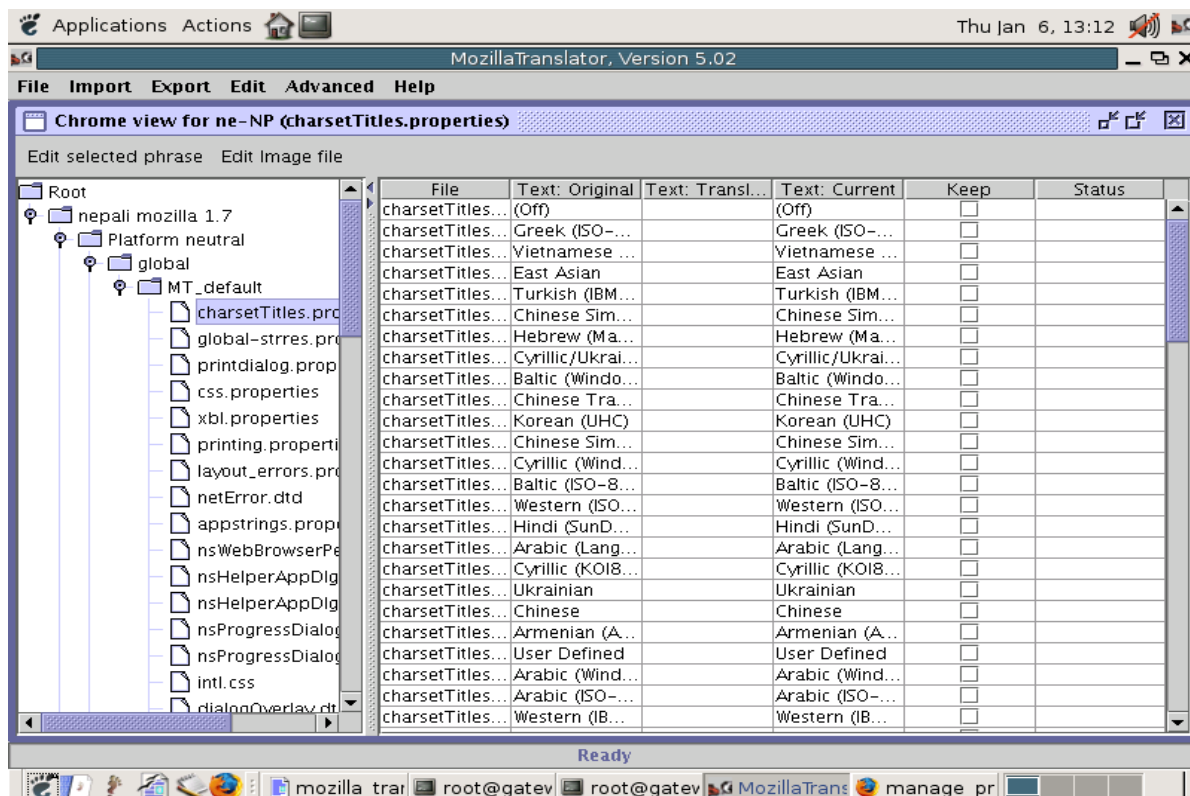 Applications Actions Thu Jan 6, 13:12
MozillaTranslator, Version 5.02
File Import Export Edit Advanced Help
Chrome view for ne-NP (charsetTitles.properties)
Edit selected phrase Edit Image file
Root
nepali mozilla 1.7
Platform neutral
global
MT_default
charsetTitles.pro
global-strres.pro
printdialog.prop
css.properties
xbl.properties
printing.properti
layout_errors.pro
netError.dtd
appstrings.prop
nsWebBrowserPe
nsHelperAppDlg
nsHelperAppDlg
nsProgressDialog
nsProgressDialog
intl.css
dialogOverlay.dt
File Text: Original Text: Transl... Text: Current Keep Status
charsetTitles... (Off) (Off)
charsetTitles... Greek (ISO-... Greek (ISO-...
charsetTitles... Vietnamese ... Vietnamese ...
charsetTitles... East Asian East Asian
charsetTitles... Turkish (IBM... Turkish (IBM...
charsetTitles... Chinese Sim... Chinese Sim...
charsetTitles... Hebrew (Ma... Hebrew (Ma...
charsetTitles... Cyrillic/Ukrai... Cyrillic/Ukrai...
charsetTitles... Baltic (Windo... Baltic (Windo...
charsetTitles... Chinese Tra... Chinese Tra...
charsetTitles... Korean (UHC) Korean (UHC)
charsetTitles... Chinese Sim... Chinese Sim...
charsetTitles... Cyrillic (Wind... Cyrillic (Wind...
charsetTitles... Baltic (ISO-8... Baltic (ISO-8...
charsetTitles... Western (ISO... Western (ISO...
charsetTitles... Hindi (SunD... Hindi (SunD...
charsetTitles... Arabic (Lang... Arabic (Lang...
charsetTitles... Cyrillic (KOI8... Cyrillic (KOI8...
charsetTitles... Ukrainian Ukrainian
charsetTitles... Chinese Chinese
charsetTitles... Armenian (A... Armenian (A...
charsetTitles... User Defined User Defined
charsetTitles... Arabic (Wind... Arabic (Wind...
charsetTitles... Arabic (ISO-... Arabic (ISO-...
charsetTitles... Western (IB... Western (IB...
Ready
mozilla trar root@gatev root@gatev MozillaTrans manage pr